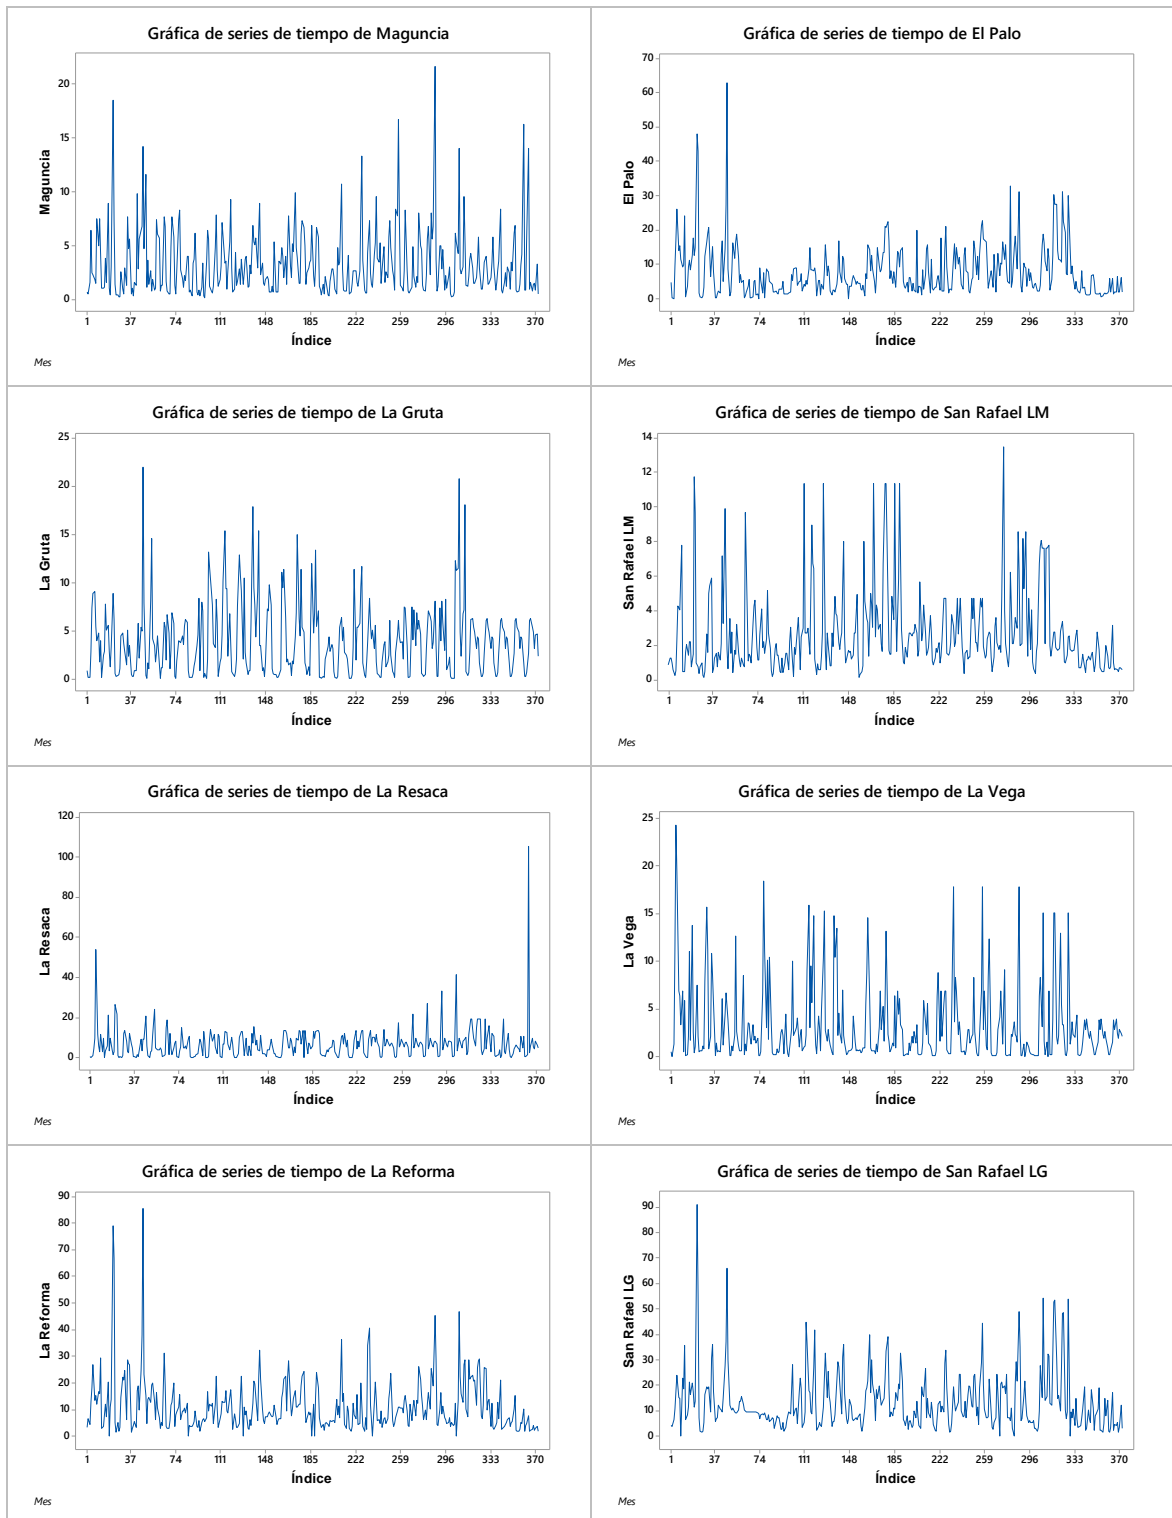 Gráfica de series de tiempo de Maguncia
20
15
10
5
0
Maguncia
1 37 74 111 148 185 222 259 296 333 370
Índice
Mes
Gráfica de series de tiempo de El Palo
70
60
50
40
30
20
10
0
El Palo
1 37 74 111 148 185 222 259 296 333 370
Índice
Mes
Gráfica de series de tiempo de La Gruta
25
20
15
10
5
0
La Gruta
1 37 74 111 148 185 222 259 296 333 370
Índice
Mes
Gráfica de series de tiempo de San Rafael LM
14
12
10
8
6
4
2
0
San Rafael LM
1 37 74 111 148 185 222 259 296 333 370
Índice
Mes
Gráfica de series de tiempo de La Resaca
120
100
80
60
40
20
0
La Resaca
1 37 74 111 148 185 222 259 296 333 370
Índice
Mes
Gráfica de series de tiempo de La Vega
25
20
15
10
5
0
La Vega
1 37 74 111 148 185 222 259 296 333 370
Índice
Mes
Gráfica de series de tiempo de La Reforma
90
80
70
60
50
40
30
20
10
0
La Reforma
1 37 74 111 148 185 222 259 296 333 370
Índice
Mes
Gráfica de series de tiempo de San Rafael LG
90
80
70
60
50
40
30
20
10
0
San Rafael LG
1 37 74 111 148 185 222 259 296 333 370
Índice
Mes